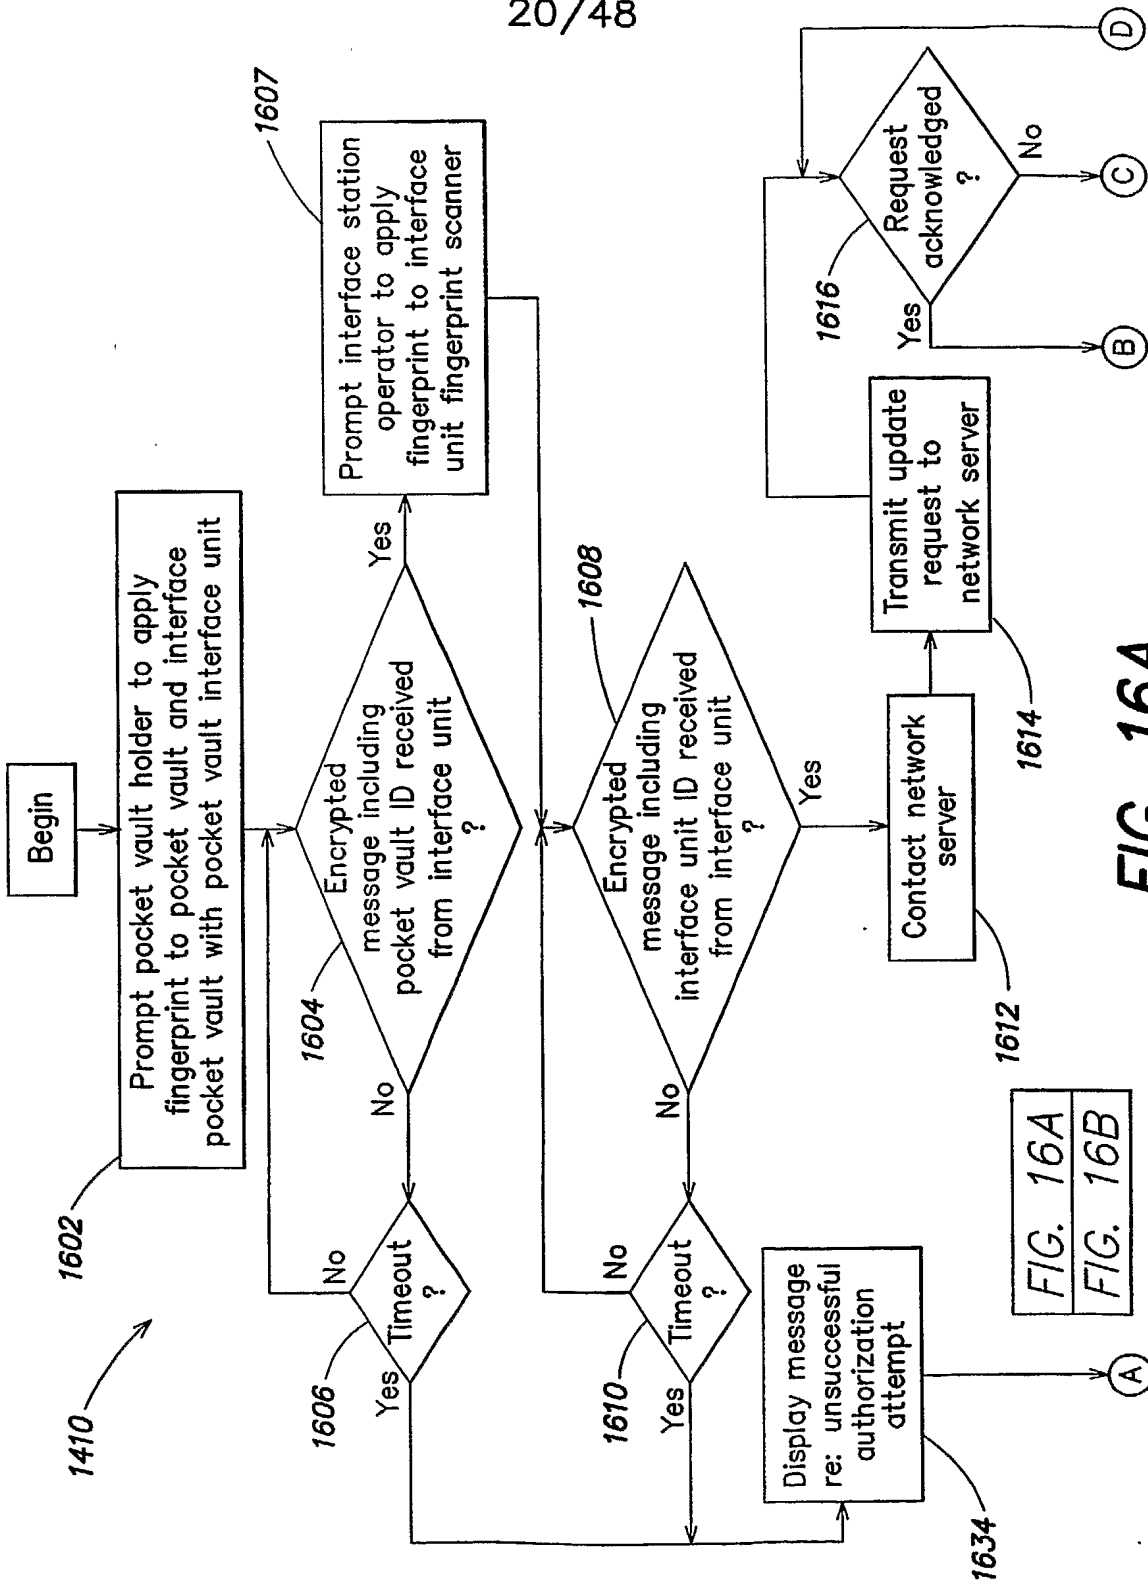 20/48
1410
Begin
1602
Prompt pocket vault holder to apply
fingerprint to pocket vault and interface
pocket vault with pocket vault interface unit
1604
Encrypted
message including
pocket vault ID received
from interface unit
?
No
Yes
1606
Timeout
?
No
Yes
1607
Prompt interface station
operator to apply
fingerprint to interface
unit fingerprint scanner
1608
Encrypted
message including
interface unit ID received
from interface unit
?
No
Yes
1610
Timeout
?
No
Yes
1634
Display message
re: unsuccessful
authorization
attempt
A
1612
Contact network
server
1614
Transmit update
request to
network server
1616
Request
acknowledged
?
Yes
No
B
C
D
FIG. 16A
FIG. 16B
FIG. 16A